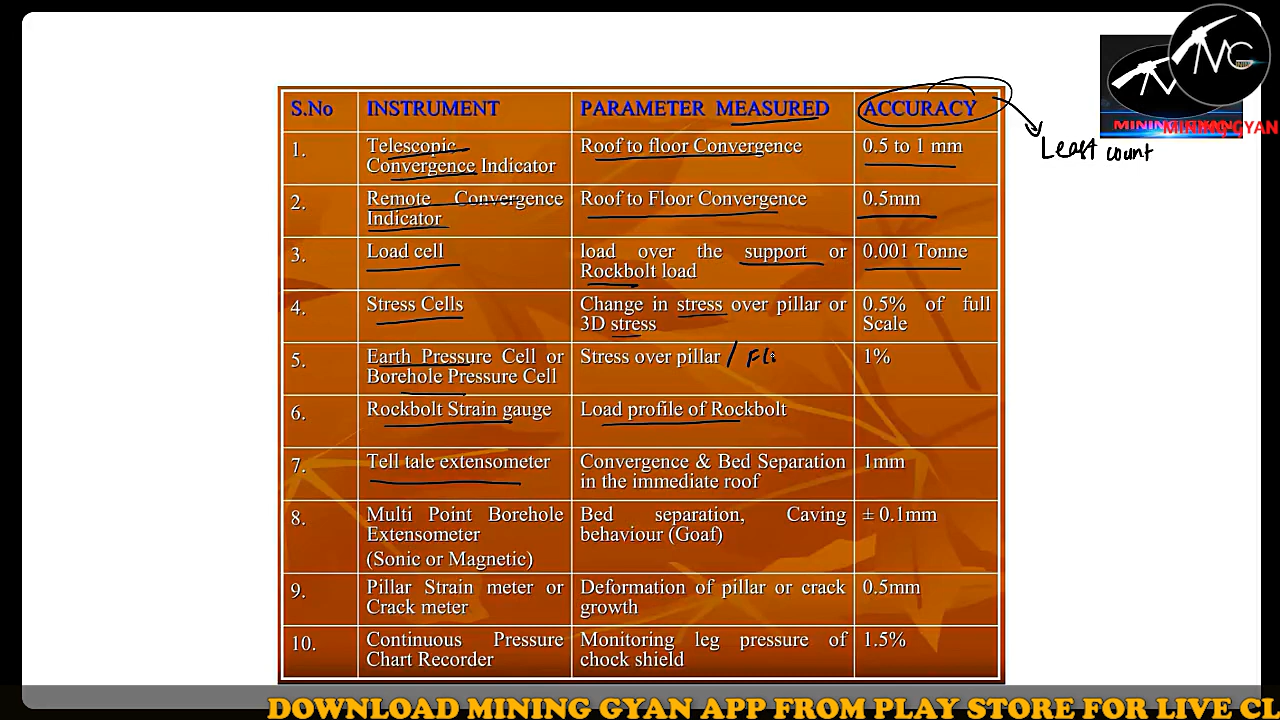 S.No INSTRUMENT PARAMETER MEASURED ACCURACY
Least count
1. Telescopic Convergence Indicator Roof to floor Convergence 0.5 to 1 mm
2. Remote Convergence Indicator Roof to Floor Convergence 0.5mm
3. Load cell load over the support or Rockbolt load 0.001 Tonne
4. Stress Cells Change in stress over pillar or 3D stress 0.5% of full Scale
5. Earth Pressure Cell or Borehole Pressure Cell Stress over pillar / 1%
6. Rockbolt Strain gauge Load profile of Rockbolt
7. Tell tale extensometer Convergence & Bed Separation in the immediate roof 1mm
8. Multi Point Borehole Extensometer (Sonic or Magnetic) Bed separation, Caving behaviour (Goaf) ± 0.1mm
9. Pillar Strain meter or Crack meter Deformation of pillar or crack growth 0.5mm
10. Continuous Pressure Chart Recorder Monitoring leg pressure of chock shield 1.5%
MG
MINING GYAN
DOWNLOAD MINING GYAN APP FROM PLAY STORE FOR LIVE CL